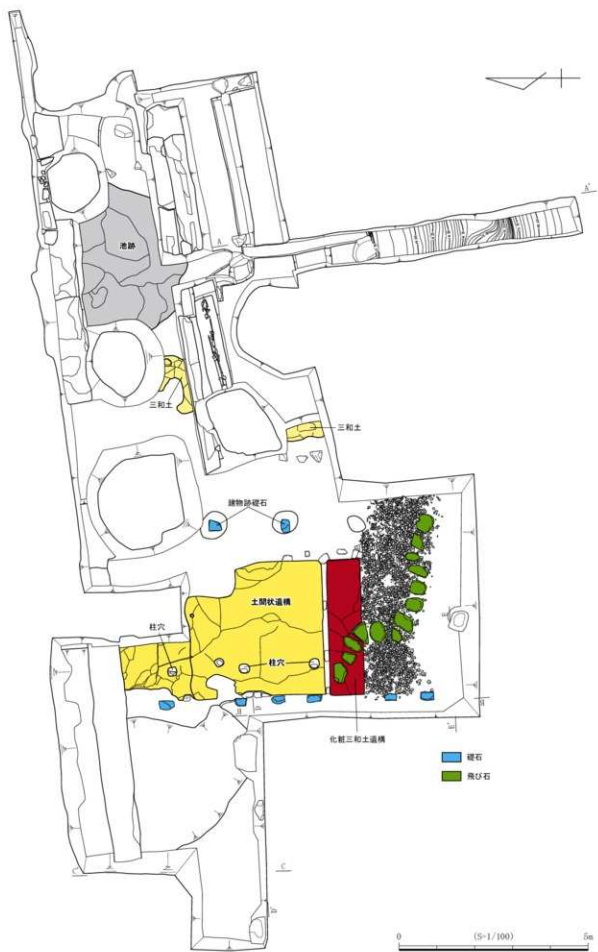 A'
池跡
A
三和土
三和土
建物跡礎石
土間状遺構
柱穴
柱穴
E
B
B'
D
E'
化粧三和土遺構
礎石
飛び石
C'
C
D'
0 (S=1/100) 5m